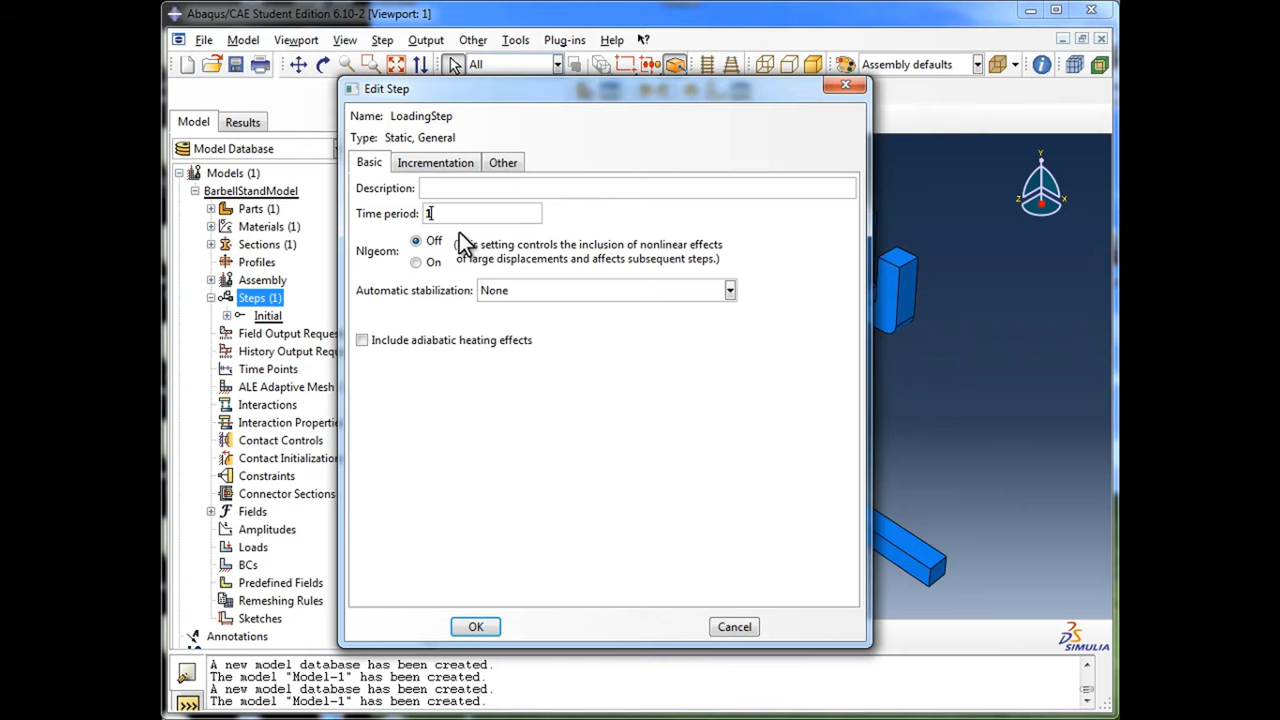 Abaqus/CAE Student Edition 6.10-2 [Viewport: 1]
File Model Viewport View Step Output Other Tools Plug-ins Help
All
Assembly defaults
Edit Step
Name: LoadingStep
Type: Static, General
Basic Incrementation Other
Description:
Time period: 1
Nlgeom:
Off setting controls the inclusion of nonlinear effects
On of large displacements and affects subsequent steps.)
Automatic stabilization: None
Include adiabatic heating effects
OK Cancel
Model Results
Model Database
Models (1)
BarbellStandModel
Parts (1)
Materials (1)
Sections (1)
Profiles
Assembly
Steps (1)
Initial
Field Output Reque
History Output Requ
Time Points
ALE Adaptive Mesh
Interactions
Interaction Propertie
Contact Controls
Contact Initialization
Constraints
Connector Sections
Fields
Amplitudes
Loads
BCs
Predefined Fields
Remeshing Rules
Sketches
Annotations
Y
Z X
SIMULIA
A new model database has been created.
The model "Model-1" has been created.
A new model database has been created.
The model "Model-1" has been created.
>>>